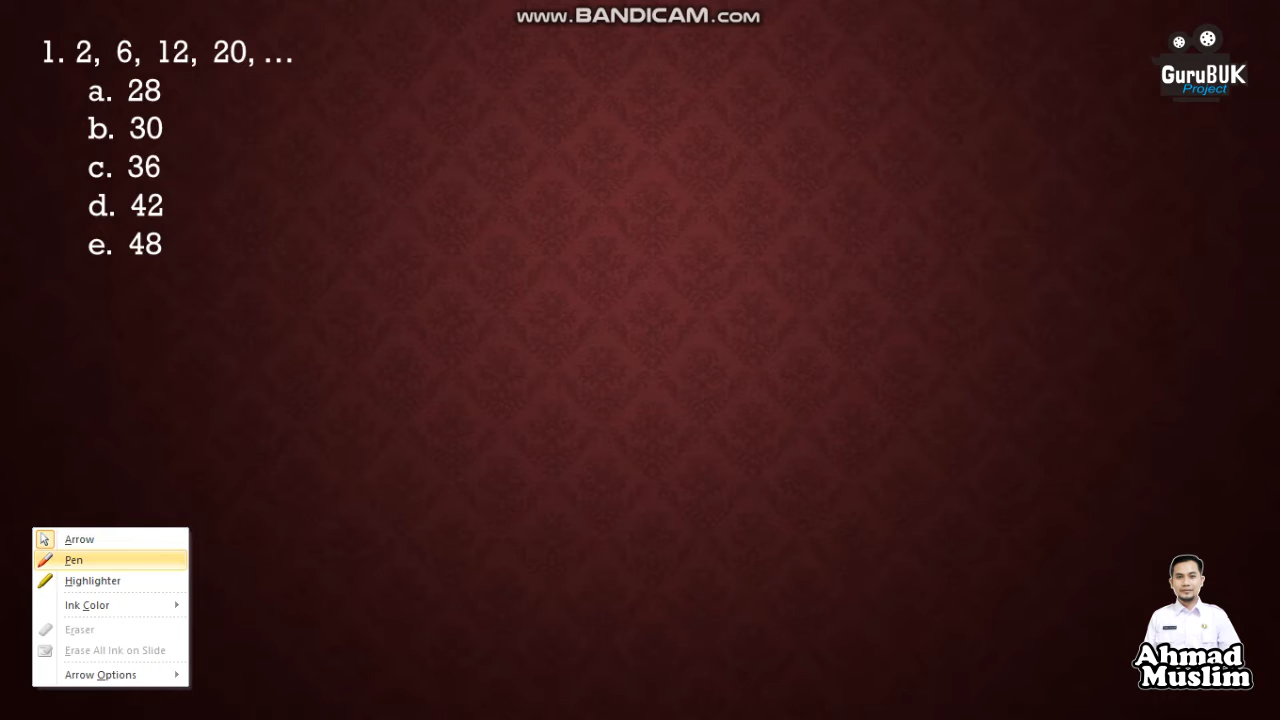 www.BANDICAM.com
1. 2, 6, 12, 20, ...
a. 28
b. 30
c. 36
d. 42
e. 48
GuruBUK
Project
Arrow
Pen
Highlighter
Ink Color
Eraser
Erase All Ink on Slide
Arrow Options
Ahmad
Muslim